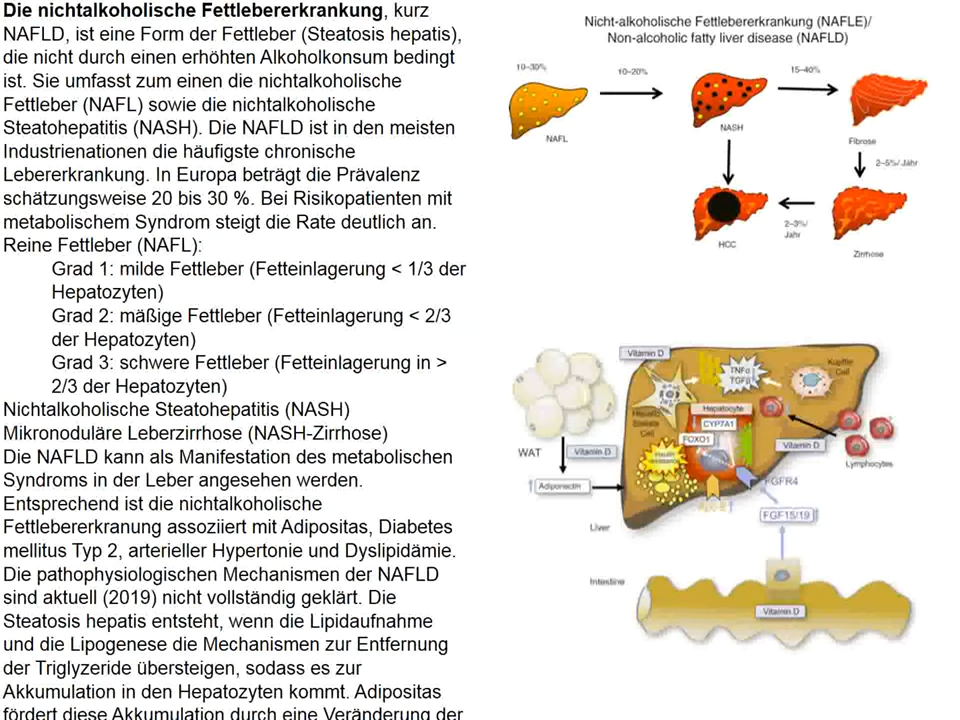 Die nichtalkoholische Fettlebererkrankung, kurz
NAFLD, ist eine Form der Fettleber (Steatosis hepatis),
die nicht durch einen erhöhten Alkoholkonsum bedingt
ist. Sie umfasst zum einen die nichtalkoholische
Fettleber (NAFL) sowie die nichtalkoholische
Steatohepatitis (NASH). Die NAFLD ist in den meisten
Industrienationen die häufigste chronische
Lebererkrankung. In Europa beträgt die Prävalenz
schätzungsweise 20 bis 30 %. Bei Risikopatienten mit
metabolischem Syndrom steigt die Rate deutlich an.
Reine Fettleber (NAFL):
Grad 1: milde Fettleber (Fetteinlagerung < 1/3 der
Hepatozyten)
Grad 2: mäßige Fettleber (Fetteinlagerung < 2/3
der Hepatozyten)
Grad 3: schwere Fettleber (Fetteinlagerung in >
2/3 der Hepatozyten)
Nichtalkoholische Steatohepatitis (NASH)
Mikronoduläre Leberzirrhose (NASH-Zirrhose)
Die NAFLD kann als Manifestation des metabolischen
Syndroms in der Leber angesehen werden.
Entsprechend ist die nichtalkoholische
Fettlebererkranung assoziiert mit Adipositas, Diabetes
mellitus Typ 2, arterieller Hypertonie und Dyslipidämie.
Die pathophysiologischen Mechanismen der NAFLD
sind aktuell (2019) nicht vollständig geklärt. Die
Steatosis hepatis entsteht, wenn die Lipidaufnahme
und die Lipogenese die Mechanismen zur Entfernung
der Triglyzeride übersteigen, sodass es zur
Akkumulation in den Hepatozyten kommt. Adipositas
fördert diese Akkumulation durch eine Veränderung der
Nicht-alkoholische Fettlebererkrankung (NAFLE)/
Non-alcoholic fatty liver disease (NAFLD)
10-30%
10-20%
15-40%
NAFL
NASH
Fibrose
2-5%/ Jahr
HCC
2-3%/
Jahr
Zirrhose
Vitamin D
TNFα
TGFβ
Kupffer
Cell
Hepatic
Stellate
Cell
Hepatocyte
CYP7A1
FOXO1
Insulin
resistance
WAT
Vitamin D
Vitamin D
Lymphocytes
↑ Adiponectin
FGFR4
Liver
FGF15/19
Intestine
Vitamin D